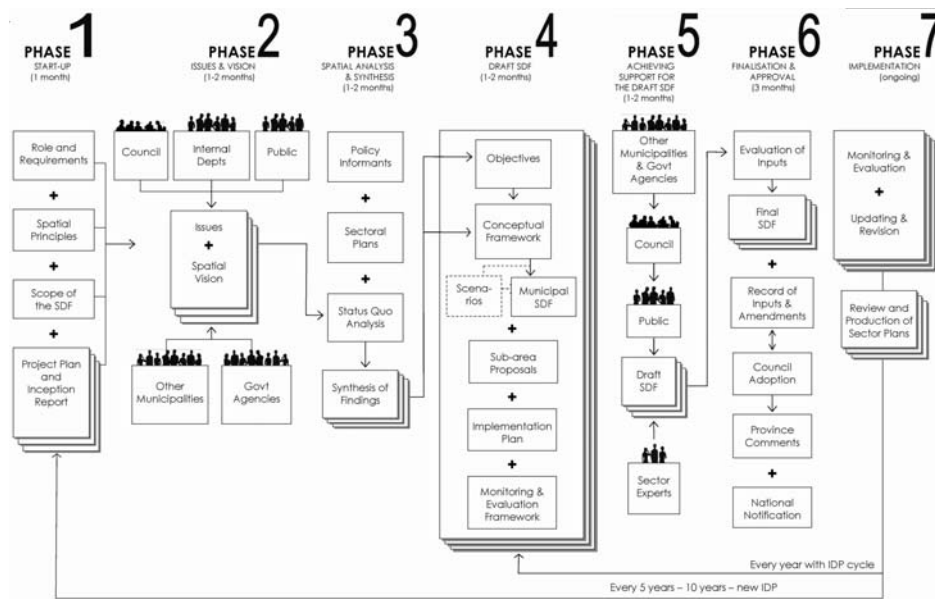 PHASE 1
START-UP
(1 month)
Role and
Requirements
+
Spatial
Principles
+
Scope of
the SDF
+
Project Plan
and
Inception
Report
PHASE 2
ISSUES & VISION
(1-2 months)
Council
Internal
Depts
Public
Issues
+
Spatial
Vision
Other
Municipalities
Govt
Agencies
PHASE 3
SPATIAL ANALYSIS
& SYNTHESIS
(1-2 months)
Policy
Informants
+
Sectoral
Plans
+
Status Quo
Analysis
Synthesis of
Findings
PHASE 4
DRAFT SDF
(1-2 months)
Objectives
Conceptual
Framework
Scena-
rios
Municipal
SDF
+
Sub-area
Proposals
+
Implementation
Plan
+
Monitoring &
Evaluation
Framework
PHASE 5
ACHIEVING
SUPPORT FOR
THE DRAFT SDF
(1-2 months)
Other
Municipalities
& Govt
Agencies
Council
Public
Draft
SDF
Sector
Experts
PHASE 6
FINALISATION &
APPROVAL
(3 months)
Evaluation of
Inputs
Final
SDF
+
Record of
Inputs &
Amendments
Council
Adoption
Province
Comments
+
National
Notification
PHASE 7
IMPLEMENTATION
(ongoing)
Monitoring &
Evaluation
+
Updating &
Revision
Review and
Production of
Sector Plans
Every year with IDP cycle
Every 5 years – 10 years – new IDP